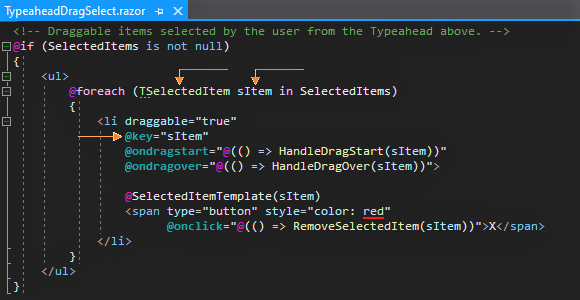 TypeaheadDragSelect.razor
<!-- Draggable items selected by the user from the Typeahead above. -->
@if (SelectedItems is not null)
{
<ul>
@foreach (TSelectedItem sItem in SelectedItems)
{
<li draggable="true"
@key="sItem"
@ondragstart="@(() => HandleDragStart(sItem))"
@ondragover="@(() => HandleDragOver(sItem))">
@SelectedItemTemplate(sItem)
<span type="button" style="color: red"
@onclick="@(() => RemoveSelectedItem(sItem))">X</span>
</li>
}
</ul>
}